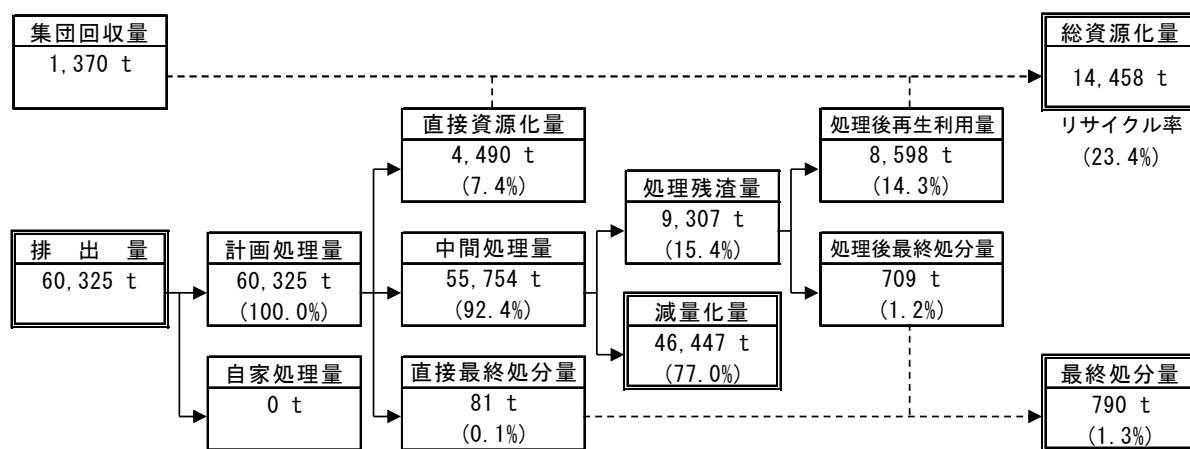 集団回収量
1,370 t
総資源化量
14,458 t
リサイクル率
(23.4%)
直接資源化量
4,490 t
(7.4%)
処理後再生利用量
8,598 t
(14.3%)
処理残渣量
9,307 t
(15.4%)
排　出　量
60,325 t
計画処理量
60,325 t
(100.0%)
中間処理量
55,754 t
(92.4%)
処理後最終処分量
709 t
(1.2%)
減量化量
46,447 t
(77.0%)
自家処理量
0 t
直接最終処分量
81 t
(0.1%)
最終処分量
790 t
(1.3%)